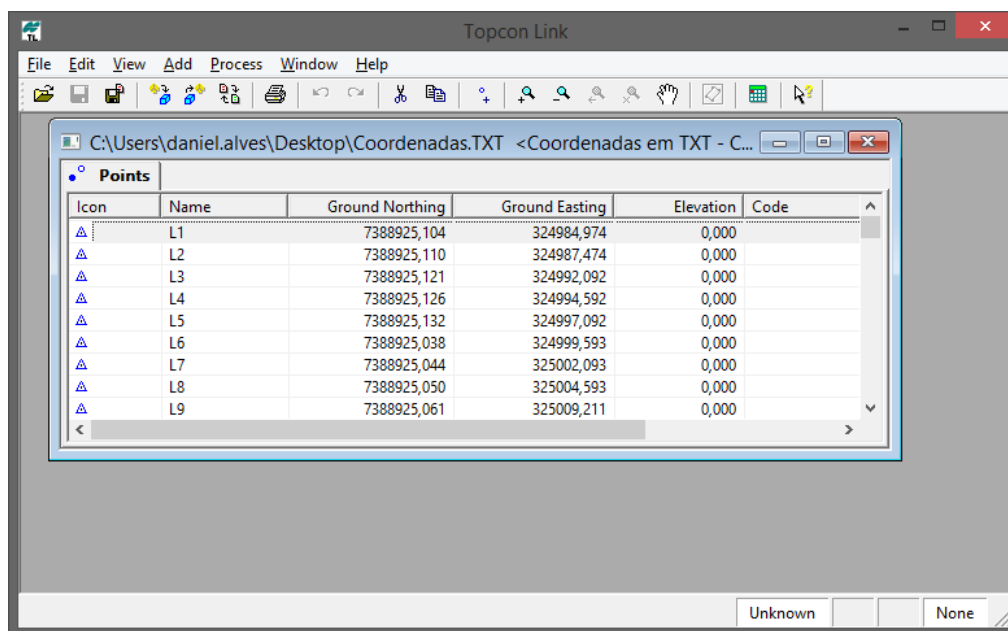 TL
Topcon Link
File Edit View Add Process Window Help
C:\Users\daniel.alves\Desktop\Coordenadas.TXT <Coordenadas em TXT - C...
Points
Icon Name Ground Northing Ground Easting Elevation Code
L1 7388925,104 324984,974 0,000
L2 7388925,110 324987,474 0,000
L3 7388925,121 324992,092 0,000
L4 7388925,126 324994,592 0,000
L5 7388925,132 324997,092 0,000
L6 7388925,038 324999,593 0,000
L7 7388925,044 325002,093 0,000
L8 7388925,050 325004,593 0,000
L9 7388925,061 325009,211 0,000
Unknown None